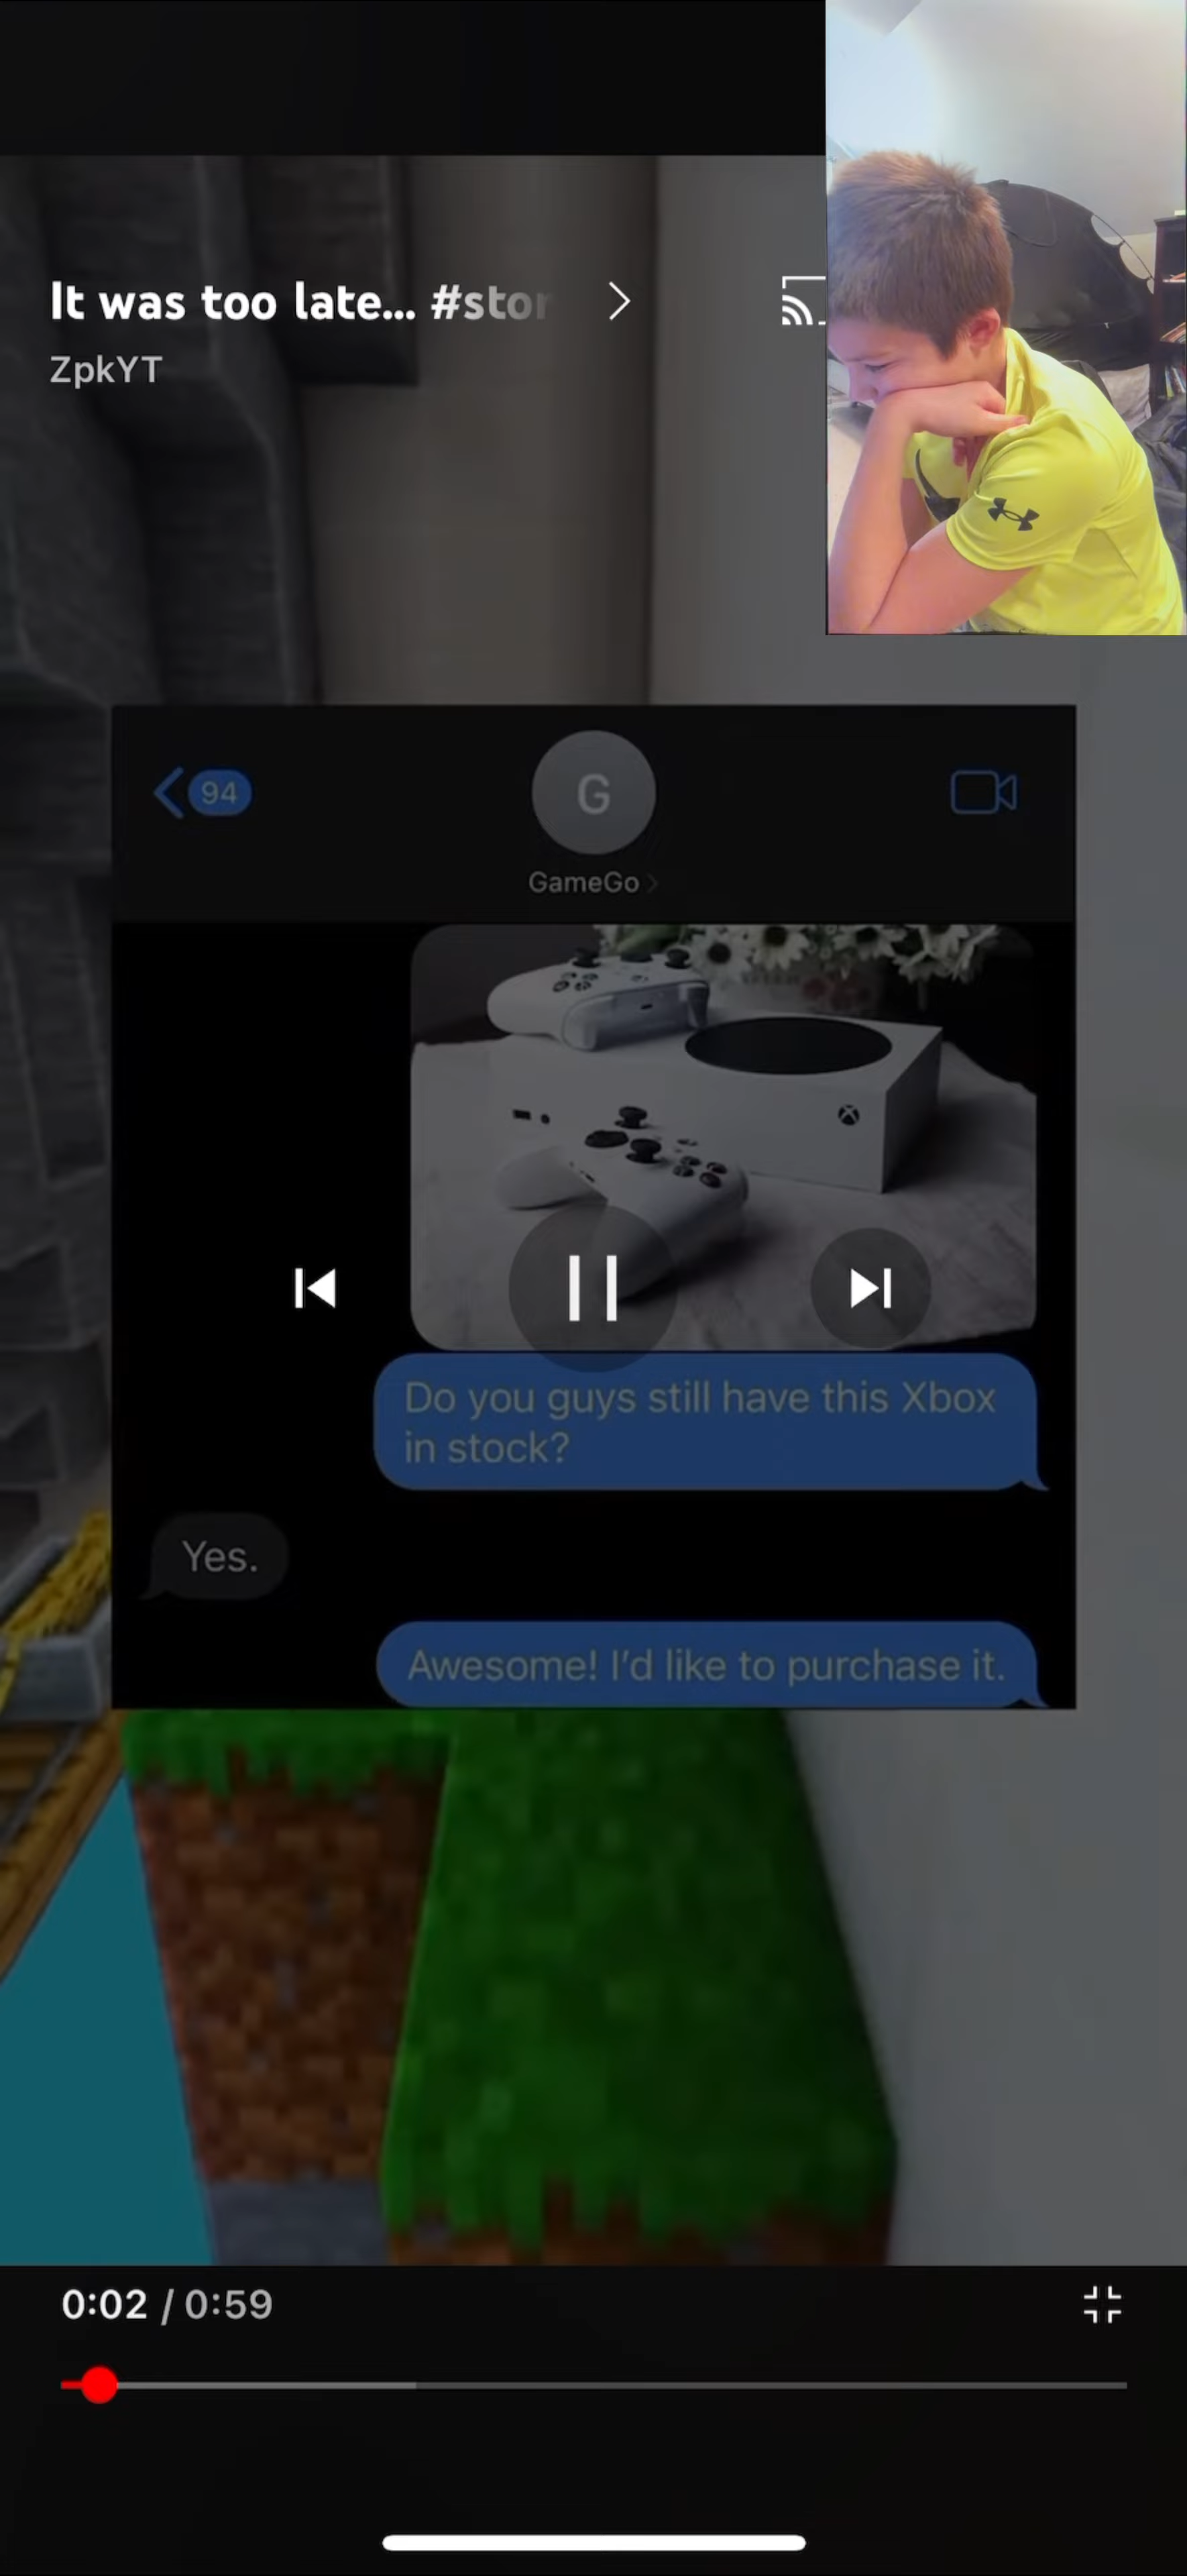 It was too late... #stor
ZpkYT
94
G
GameGo
Do you guys still have this Xbox
in stock?
Yes.
Awesome! I'd like to purchase it.
0:02 / 0:59